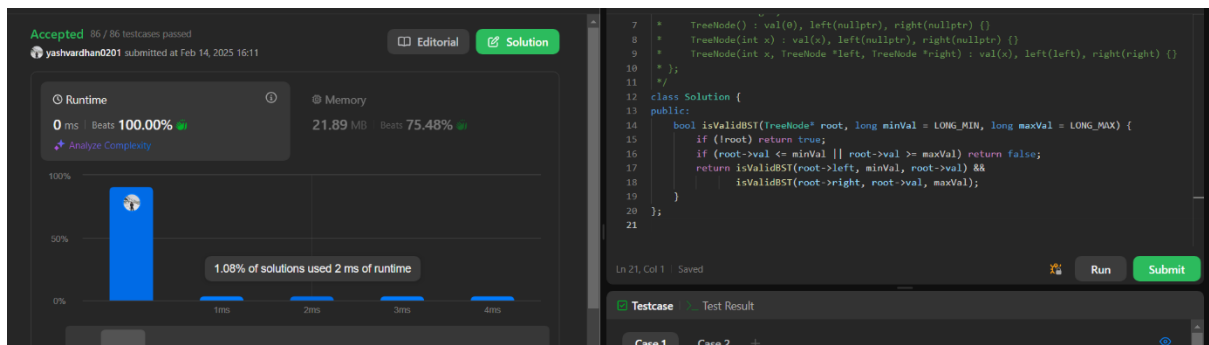 Accepted 86 / 86 testcases passed
yashvardhan0201 submitted at Feb 14, 2025 16:11
Editorial
Solution
Runtime
0 ms | Beats 100.00%
Analyze Complexity
Memory
21.89 MB | Beats 75.48%
100%
50%
0%
1.08% of solutions used 2 ms of runtime
1ms 2ms 3ms 4ms
7 * TreeNode() : val(0), left(nullptr), right(nullptr) {}
8 * TreeNode(int x) : val(x), left(nullptr), right(nullptr) {}
9 * TreeNode(int x, TreeNode *left, TreeNode *right) : val(x), left(left), right(right) {}
10 * };
11 */
12 class Solution {
13 public:
14 bool isValidBST(TreeNode* root, long minVal = LONG_MIN, long maxVal = LONG_MAX) {
15 if (!root) return true;
16 if (root->val <= minVal || root->val >= maxVal) return false;
17 return isValidBST(root->left, minVal, root->val) &&
18 isValidBST(root->right, root->val, maxVal);
19 }
20 };
21
Ln 21, Col 1 | Saved
Run
Submit
Testcase
>_ Test Result
Case 1 Case 2 +